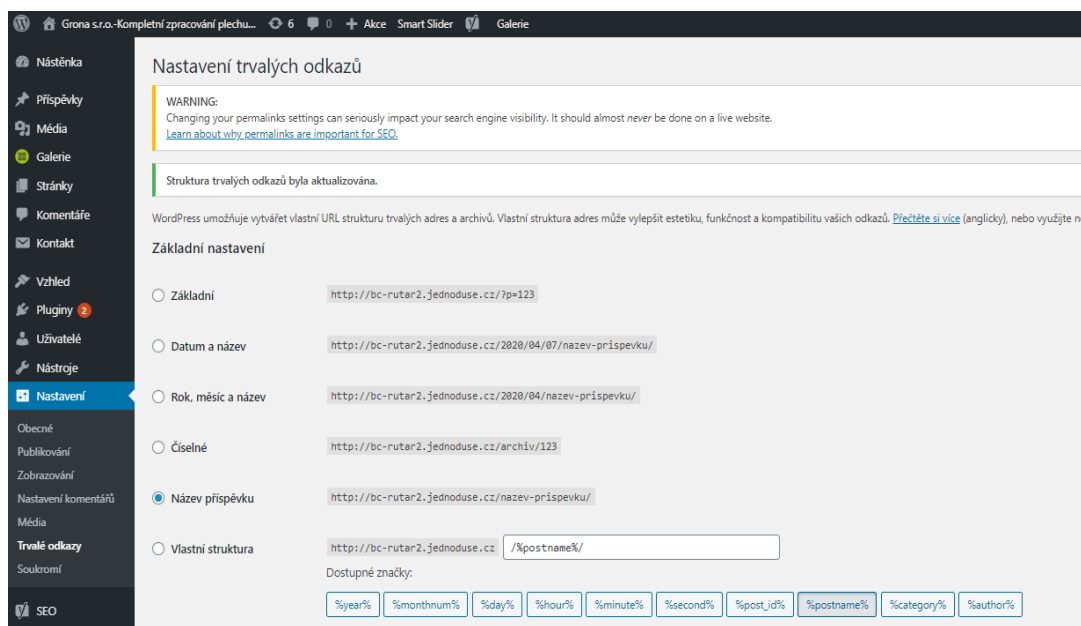 Grona s.r.o.-Kompletní zpracování plechu... 6 0 + Akce Smart Slider Galerie
Nástěnka
Příspěvky
Média
Galerie
Stránky
Komentáře
Kontakt
Vzhled
Pluginy 2
Uživatelé
Nástroje
Nastavení
Obecné
Publikování
Zobrazování
Nastavení komentářů
Média
Trvalé odkazy
Soukromí
SEO
Nastavení trvalých odkazů
WARNING:
Changing your permalinks settings can seriously impact your search engine visibility. It should almost never be done on a live website.
Learn about why permalinks are important for SEO.
Struktura trvalých odkazů byla aktualizována.
WordPress umožňuje vytvářet vlastní URL strukturu trvalých adres a archivů. Vlastní struktura adres může vylepšit estetiku, funkčnost a kompatibilitu vašich odkazů. Přečtěte si více (anglicky), nebo využijte
Základní nastavení
Základní http://bc-rutar2.jednoduse.cz/?p=123
Datum a název http://bc-rutar2.jednoduse.cz/2020/04/07/nazev-prispevku/
Rok, měsíc a název http://bc-rutar2.jednoduse.cz/2020/04/nazev-prispevku/
Číselné http://bc-rutar2.jednoduse.cz/archiv/123
Název příspěvku http://bc-rutar2.jednoduse.cz/nazev-prispevku/
Vlastní struktura http://bc-rutar2.jednoduse.cz /%postname%/
Dostupné značky:
%year% %monthnum% %day% %hour% %minute% %second% %post_id% %postname% %category% %author%